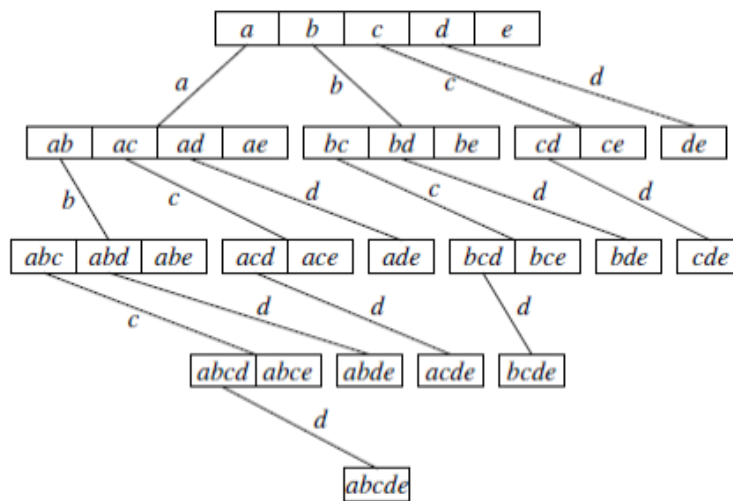 a b c d e
a b c d
ab ac ad ae bc bd be cd ce de
b c d c d d
abc abd abe acd ace ade bcd bce bde cde
c d d d
abcd abce abde acde bcde
d
abcde